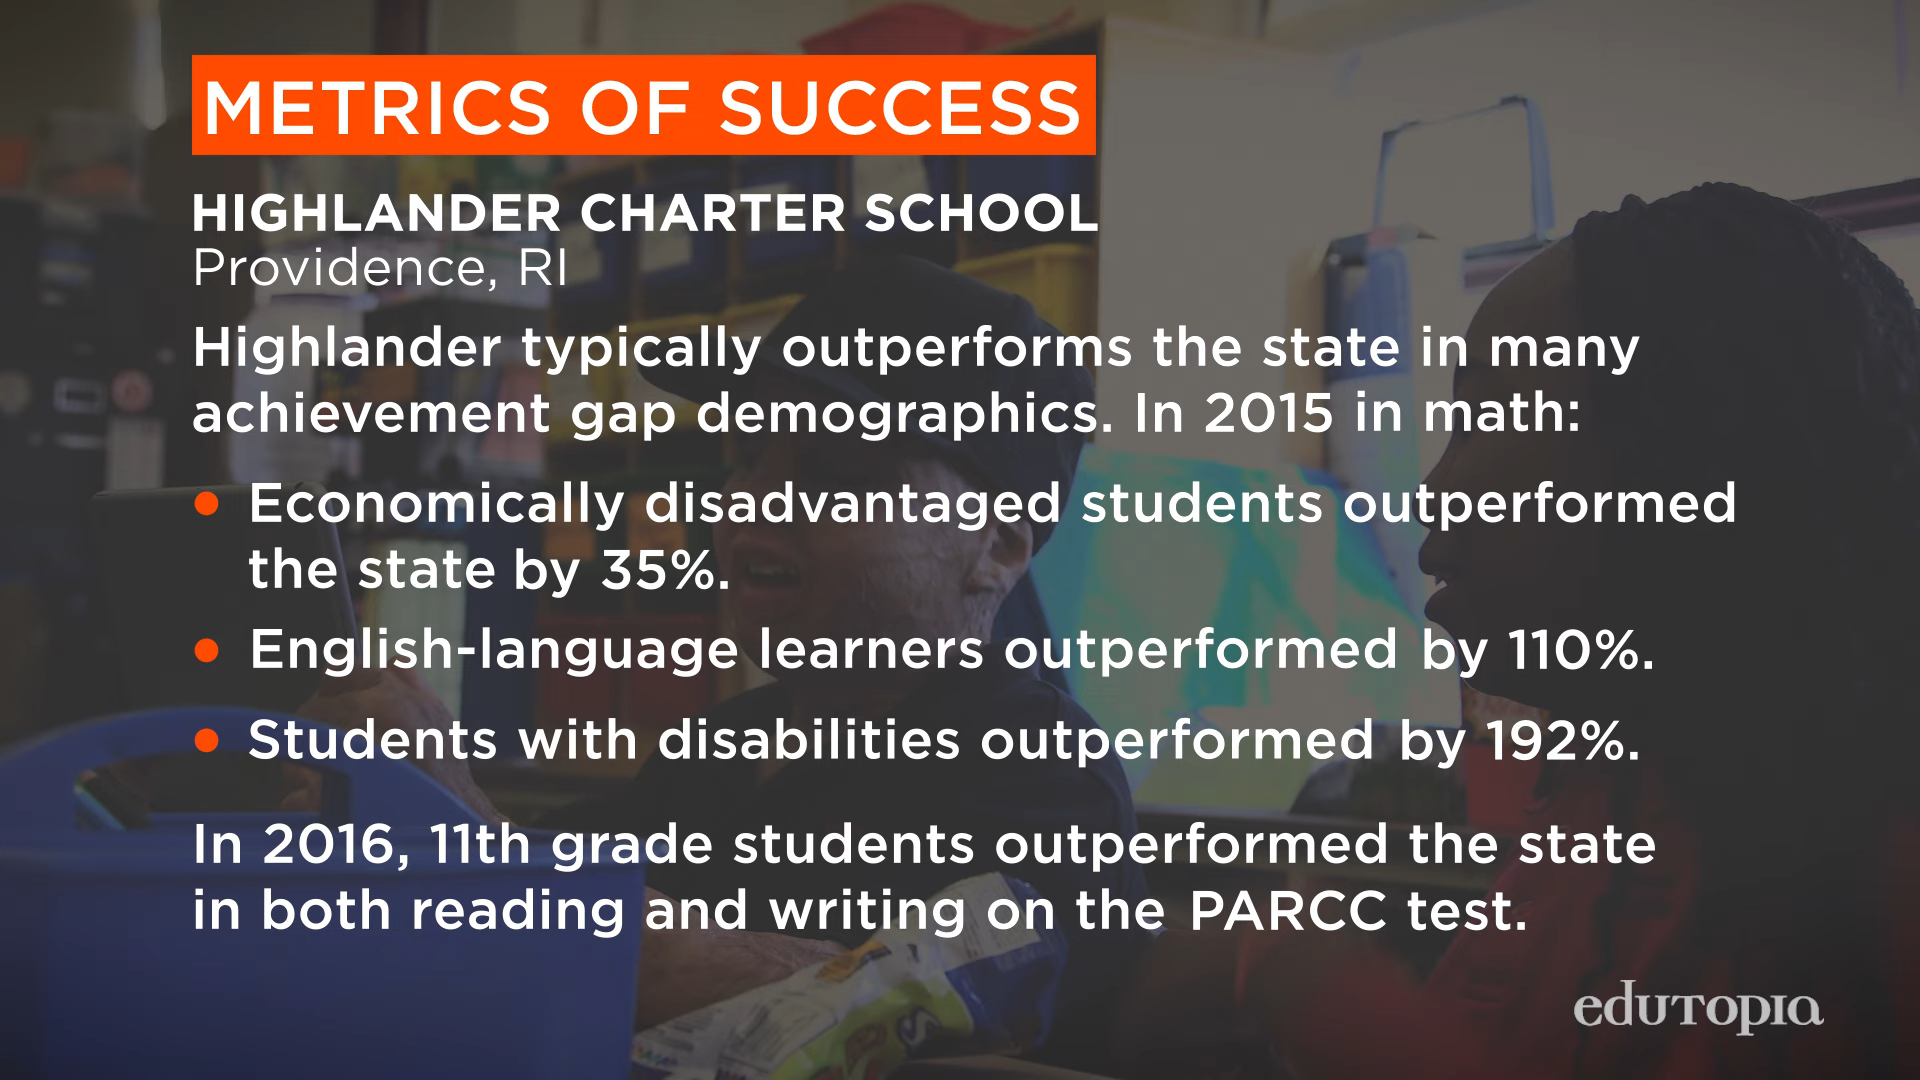 METRICS OF SUCCESS
HIGHLANDER CHARTER SCHOOL
Providence, RI
Highlander typically outperforms the state in many
achievement gap demographics. In 2015 in math:
• Economically disadvantaged students outperformed
the state by 35%.
• English-language learners outperformed by 110%.
• Students with disabilities outperformed by 192%.
In 2016, 11th grade students outperformed the state
in both reading and writing on the PARCC test.
edutopia